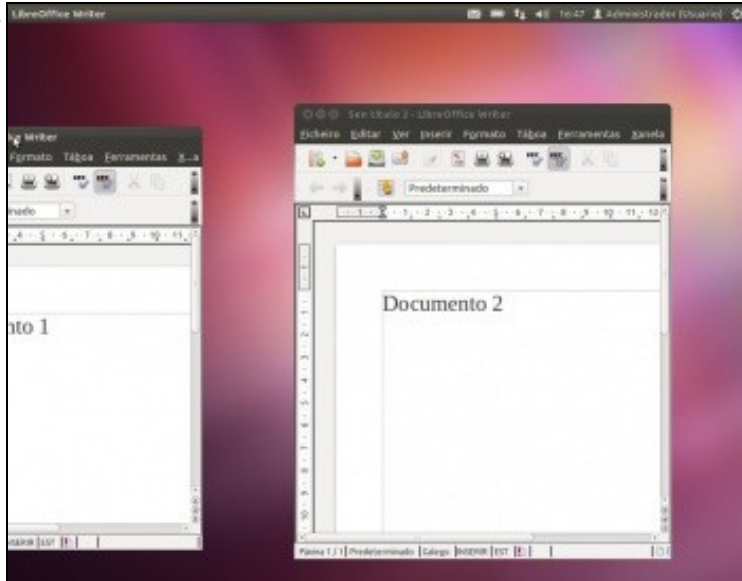 LibreOffice Writer
16:47 Administrador (Usuario)
Sen título 2 - LibreOffice Writer
Ficheiro Editar Ver Inserir Formato Táboa Ferramentas Xanela
Predeterminado
Documento 2
Páxina 1 / 1 Predeterminado Galego INSERIR EST
Writer
Formato Táboa Ferramentas X...a
nado
nto 1
INSERIR EST